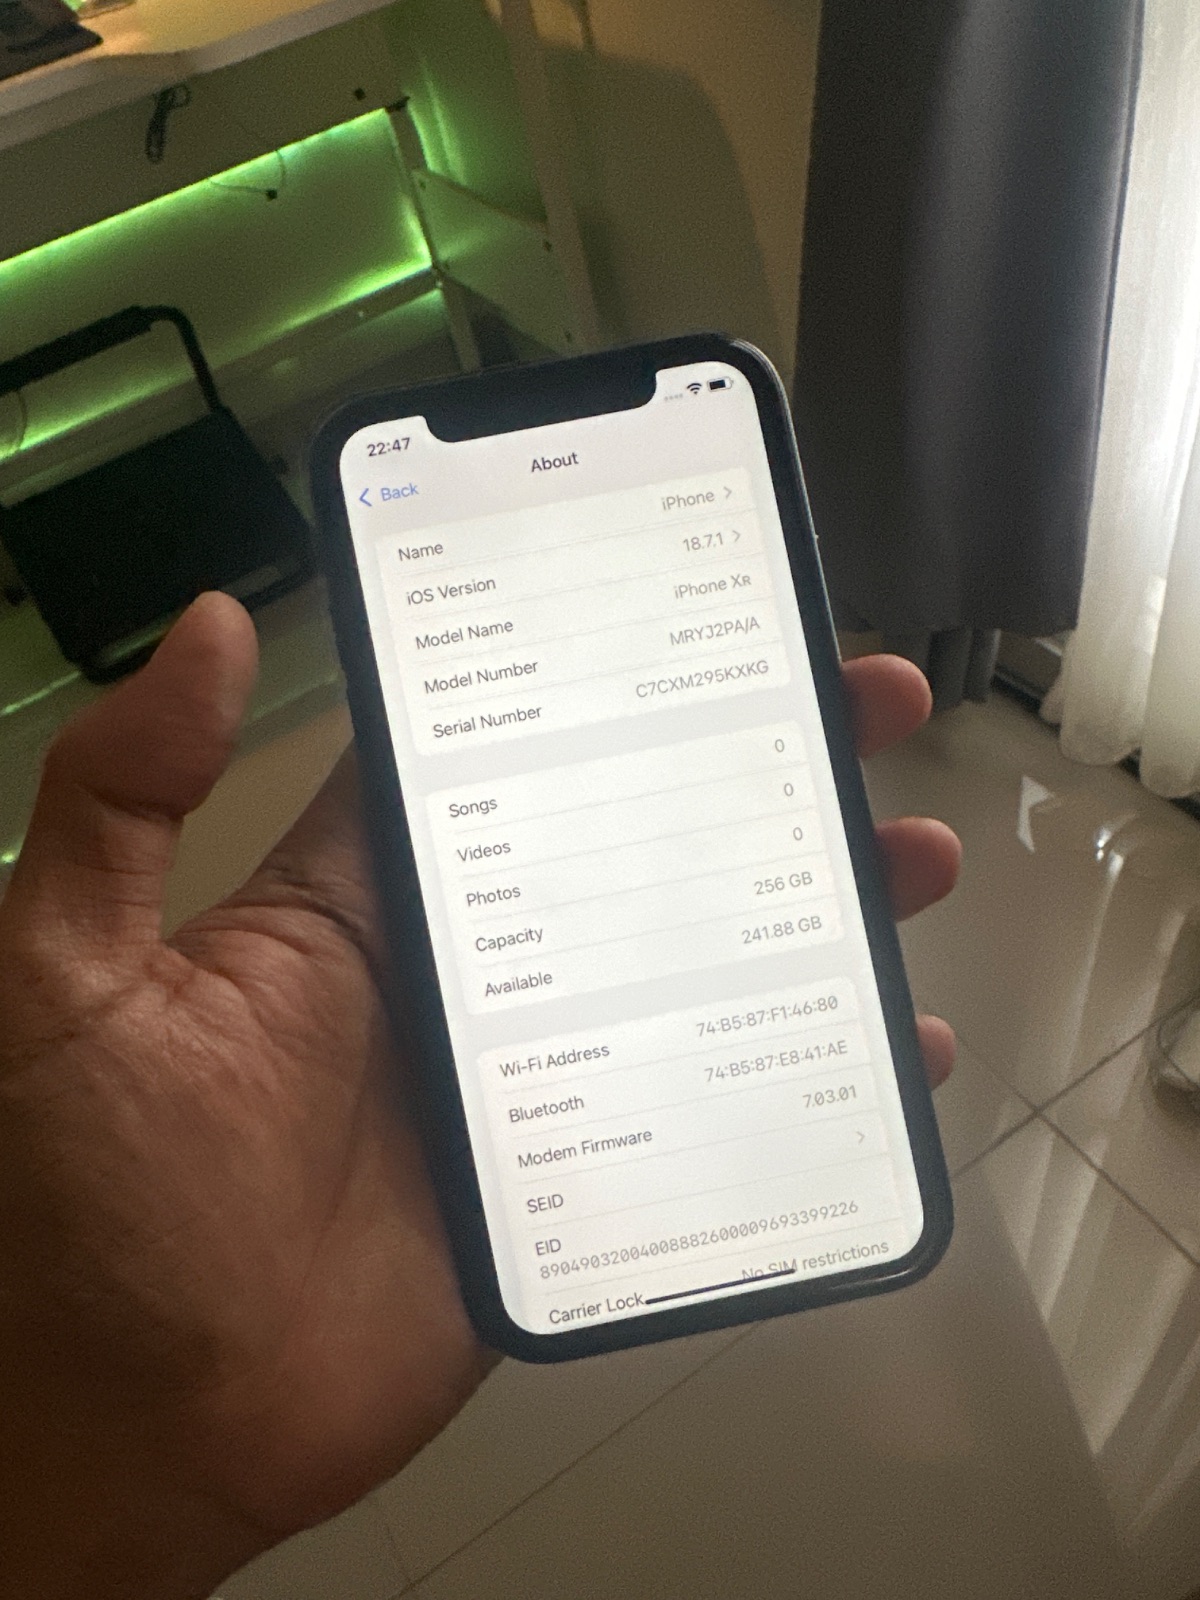 22:47
Back
About
Name iPhone
iOS Version 18.7.1
Model Name iPhone XR
Model Number MRYJ2PA/A
Serial Number C7CXM295KXKG
Songs 0
Videos 0
Photos 0
Capacity 256 GB
Available 241.88 GB
Wi-Fi Address 74:B5:87:F1:46:80
Bluetooth 74:B5:87:E8:41:AE
Modem Firmware 7.03.01
SEID
EID
89049032004008882600009693399226
Carrier Lock No SIM restrictions